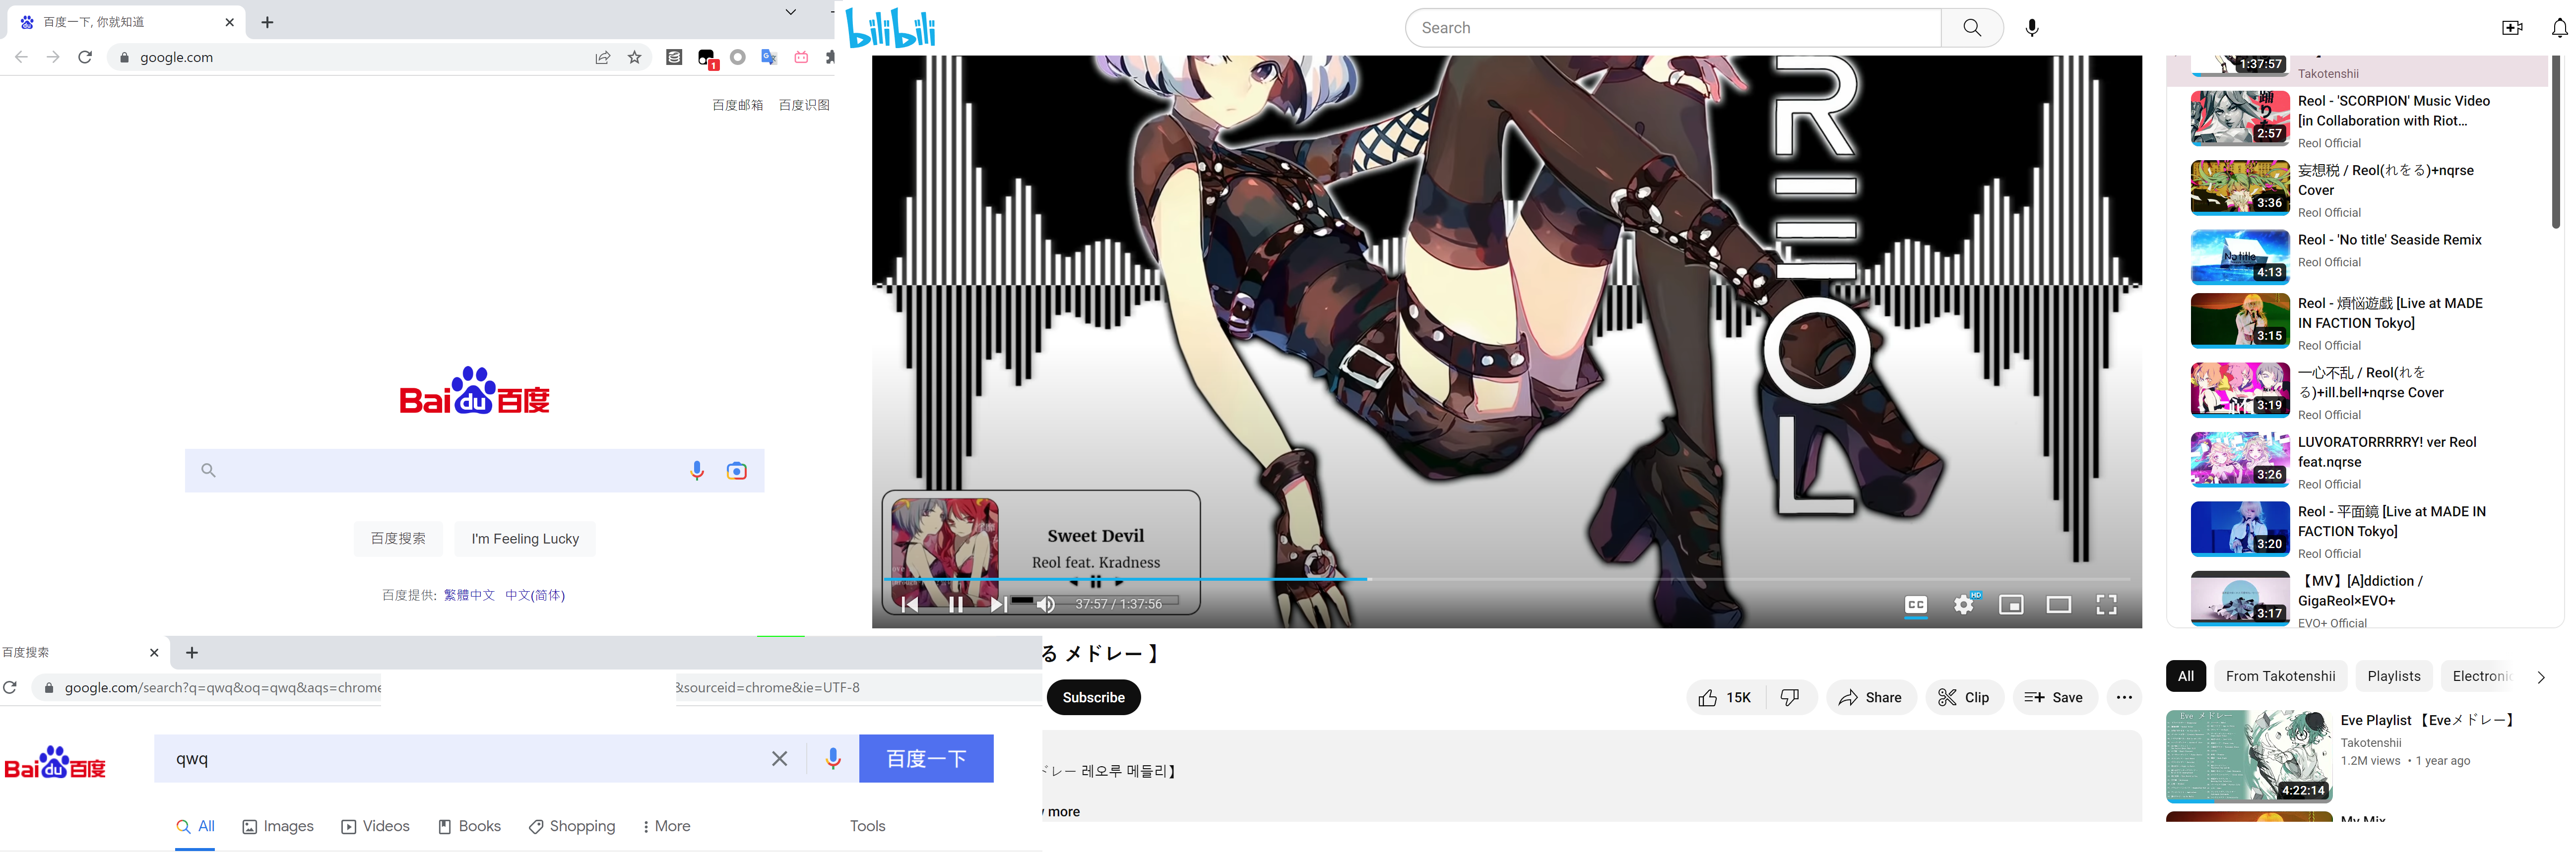 百度一下, 你就知道
google.com
1
百度邮箱 百度识图
Bai du 百度
百度搜索 I'm Feeling Lucky
百度提供: 繁體中文 中文(简体)
bilibili
Search
REOL
Sweet Devil
Reol feat. Kradness
37:57 / 1:37:56
CC
HD
1:37:57
Takotenshii
Reol - 'SCORPION' Music Video
[in Collaboration with Riot...
Reol Official
2:57
妄想税 / Reol(れをる)+nqrse
Cover
Reol Official
3:36
Reol - 'No title' Seaside Remix
Reol Official
No title
4:13
Reol - 煩悩遊戯 [Live at MADE
IN FACTION Tokyo]
Reol Official
3:15
一心不乱 / Reol(れを
る)+ill.bell+nqrse Cover
Reol Official
3:19
LUVORATORRRRRY! ver Reol
feat.nqrse
Reol Official
3:26
Reol - 平面鏡 [Live at MADE IN
FACTION Tokyo]
Reol Official
3:20
【MV】[A]ddiction /
GigaReol×EVO+
EVO+ Official
3:17
百度搜索
google.com/search?q=qwq&oq=qwq&aqs=chrome
&sourceid=chrome&ie=UTF-8
Bai du 百度
qwq
百度一下
All Images Videos Books Shopping More Tools
る メドレー 】
Subscribe
15K Share Clip Save
ドレー 레오루 메들리】
more
All From Takotenshii Playlists Electronic
Eve Playlist 【Eveメドレー】
Takotenshii
1.2M views • 1 year ago
Eve メドレー
4:22:14
My Mix